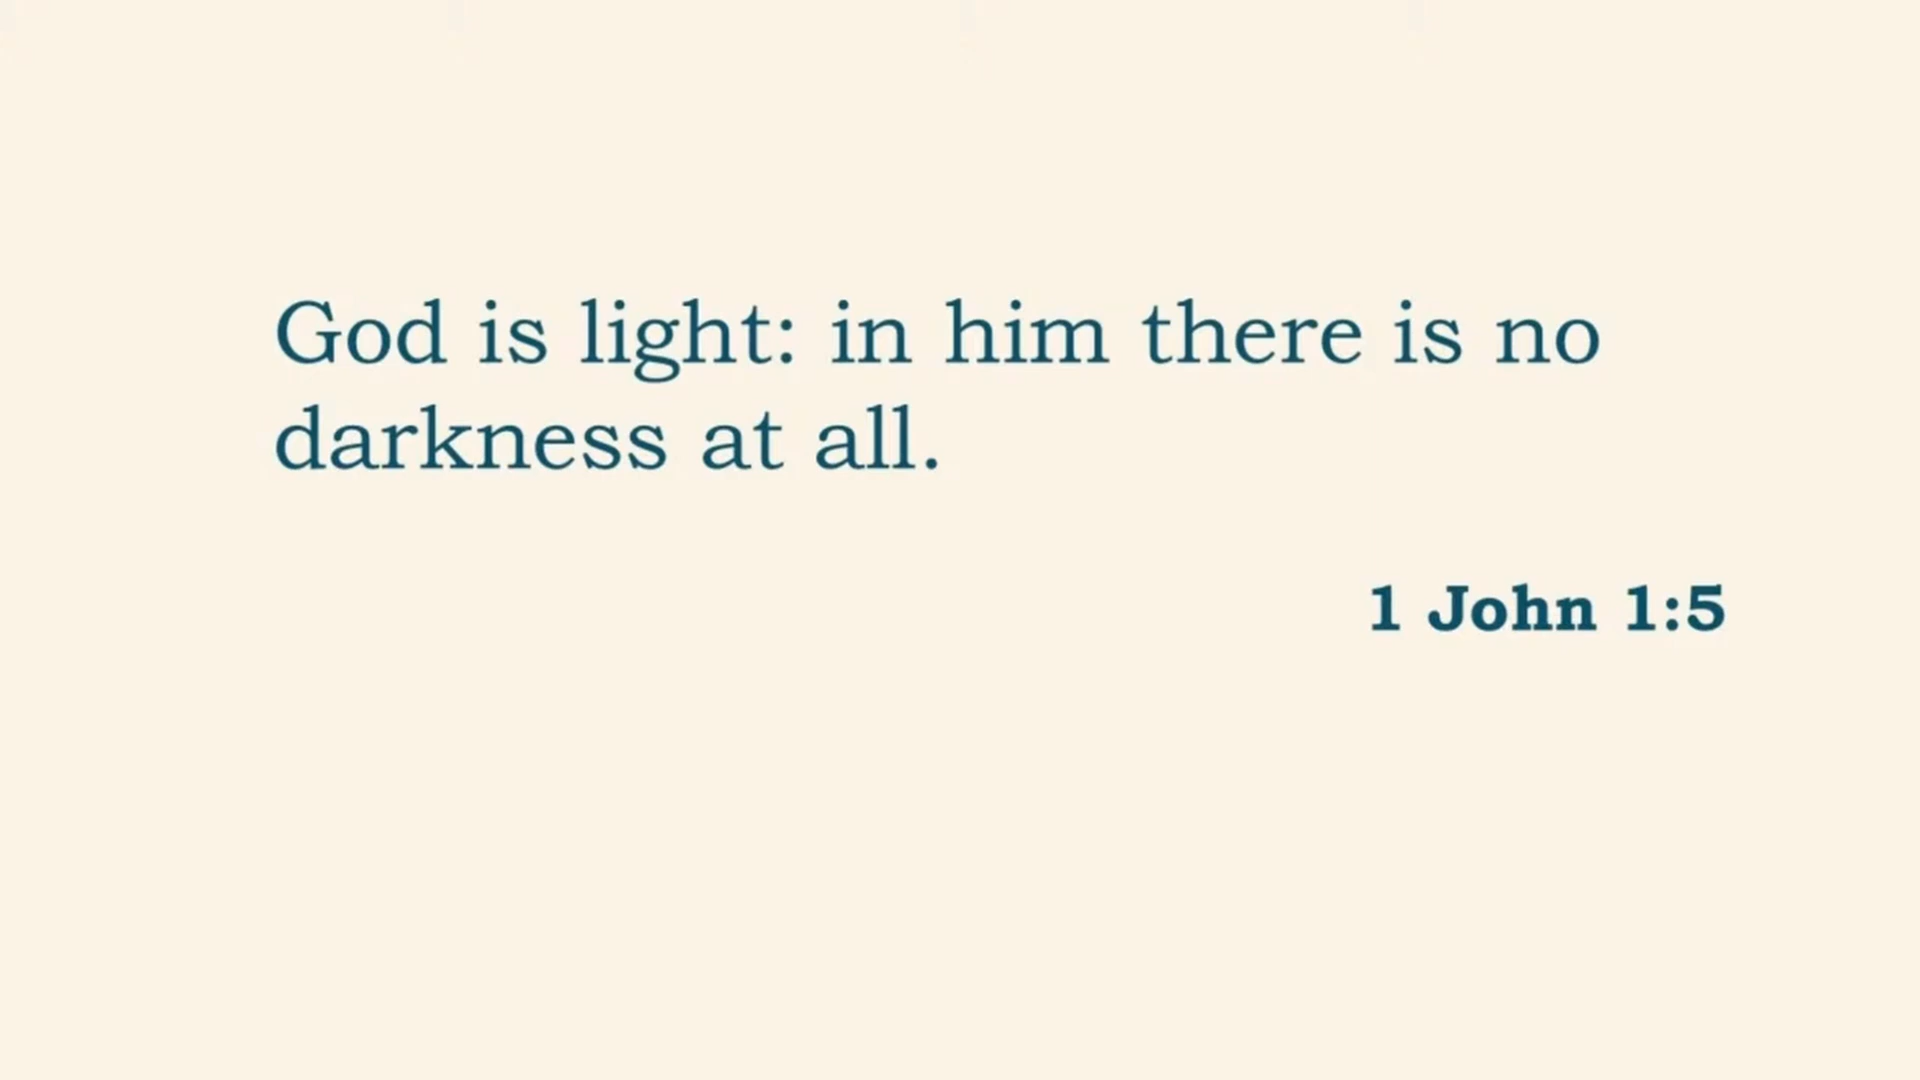 God is light: in him there is no
darkness at all.
1 John 1:5